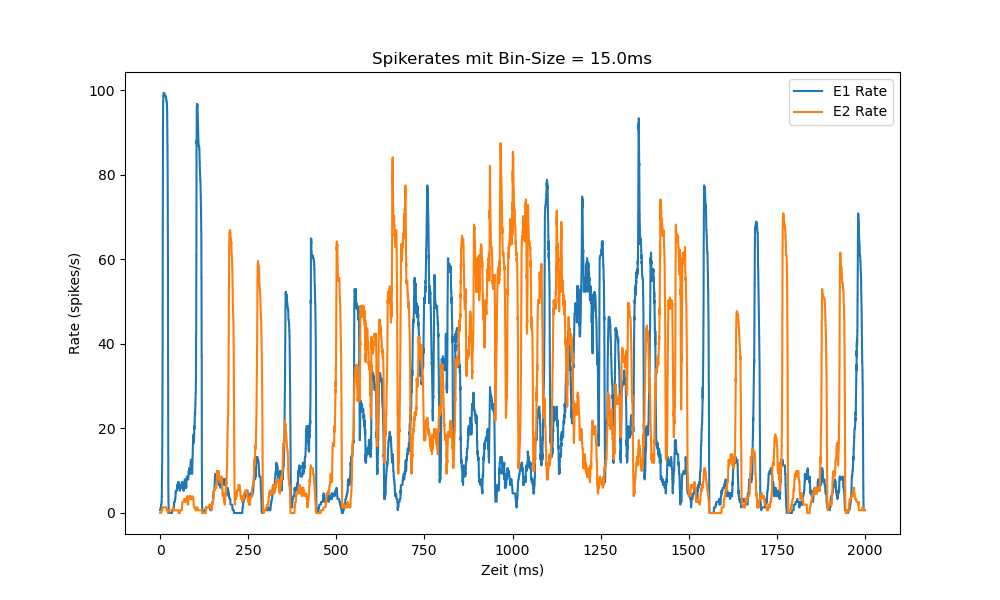 Spikerates mit Bin-Size = 15.0ms
E1 Rate
E2 Rate
100
80
60
40
20
0
Rate (spikes/s)
0 250 500 750 1000 1250 1500 1750 2000
Zeit (ms)